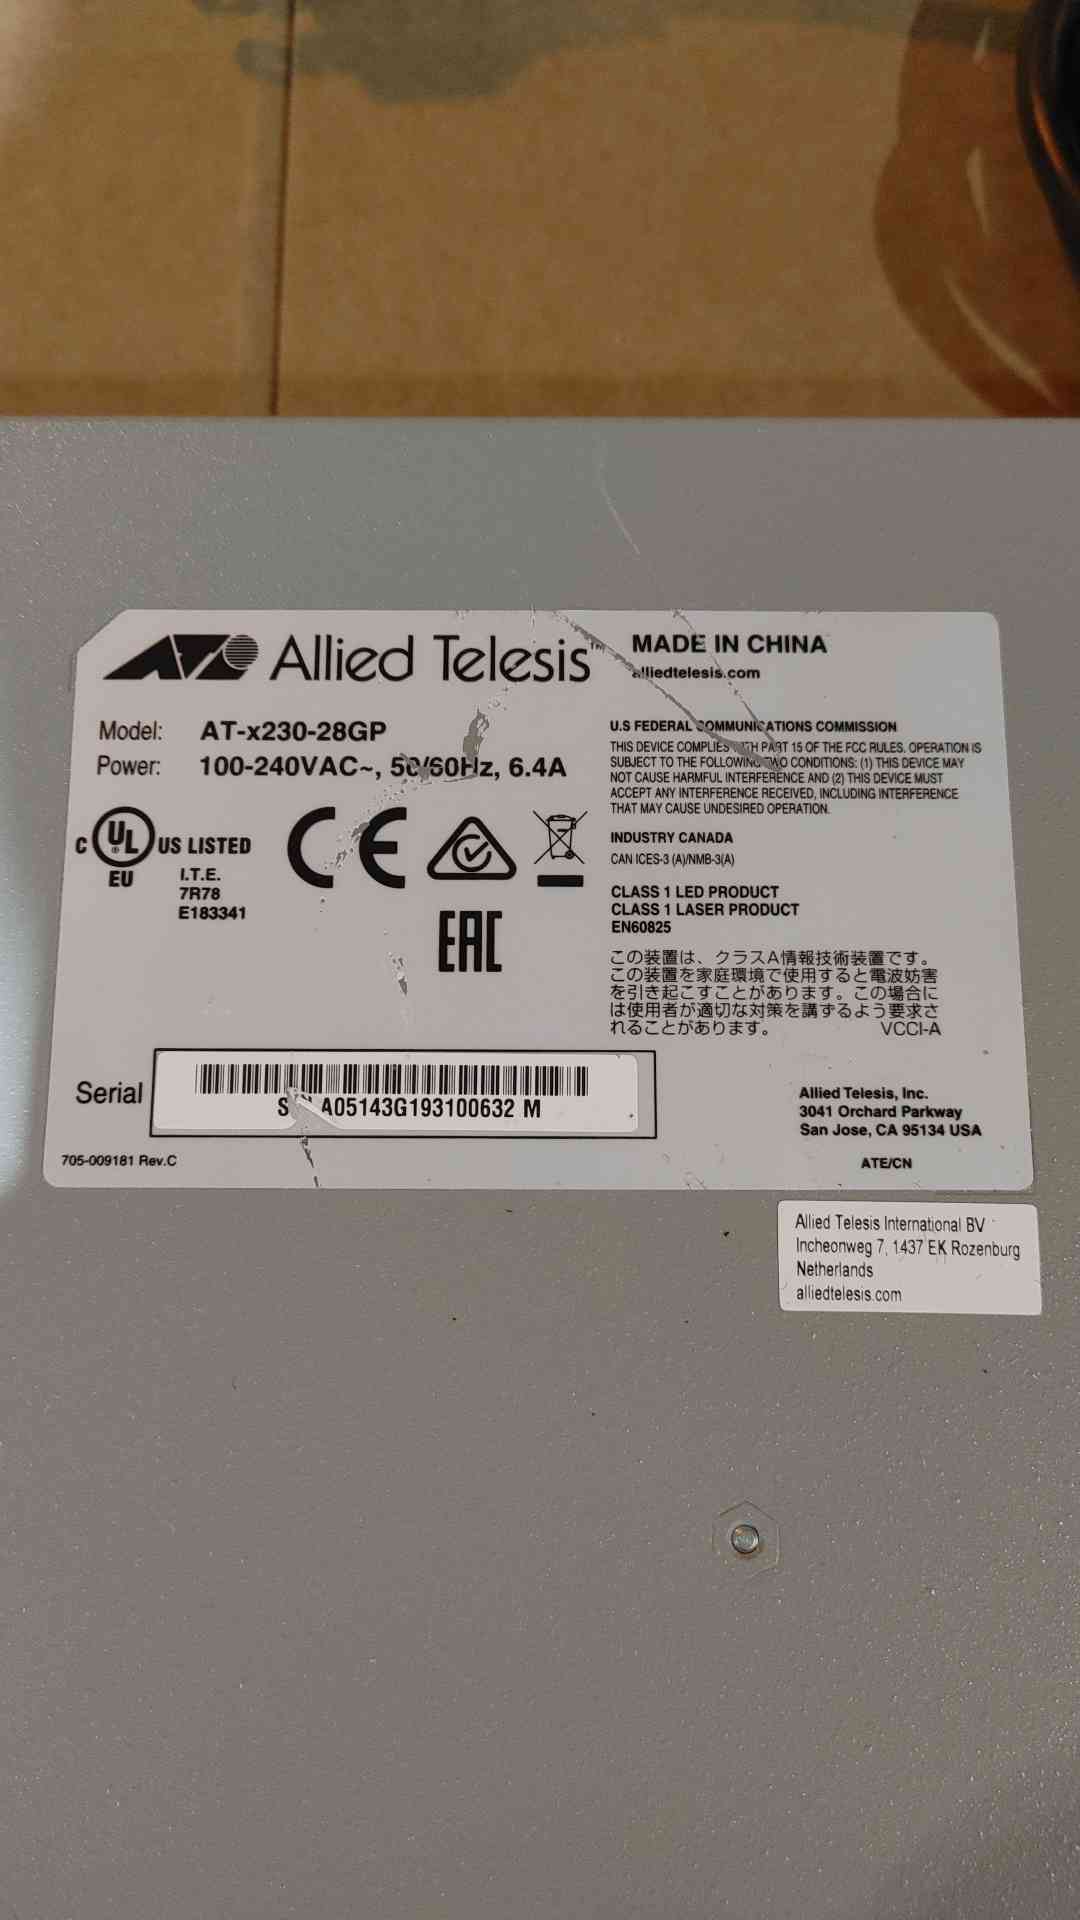 Allied Telesis™
MADE IN CHINA
alliedtelesis.com
Model: AT-x230-28GP
Power: 100-240VAC~, 50/60Hz, 6.4A
C UL ® US LISTED
EU
I.T.E.
7R78
E183341
CE
EAC
U.S FEDERAL COMMUNICATIONS COMMISSION
THIS DEVICE COMPLIES WITH PART 15 OF THE FCC RULES. OPERATION IS
SUBJECT TO THE FOLLOWING TWO CONDITIONS: (1) THIS DEVICE MAY
NOT CAUSE HARMFUL INTERFERENCE AND (2) THIS DEVICE MUST
ACCEPT ANY INTERFERENCE RECEIVED, INCLUDING INTERFERENCE
THAT MAY CAUSE UNDESIRED OPERATION.
INDUSTRY CANADA
CAN ICES-3 (A)/NMB-3(A)
CLASS 1 LED PRODUCT
CLASS 1 LASER PRODUCT
EN60825
この装置は、クラスA情報技術装置です。
この装置を家庭環境で使用すると電波妨害
を引き起こすことがあります。この場合に
は使用者が適切な対策を講ずるよう要求さ
れることがあります。 VCCI-A
Serial
A05143G193100632 M
705-009181 Rev.C
Allied Telesis, Inc.
3041 Orchard Parkway
San Jose, CA 95134 USA
ATE/CN
Allied Telesis International BV
Incheonweg 7, 1437 EK Rozenburg
Netherlands
alliedtelesis.com